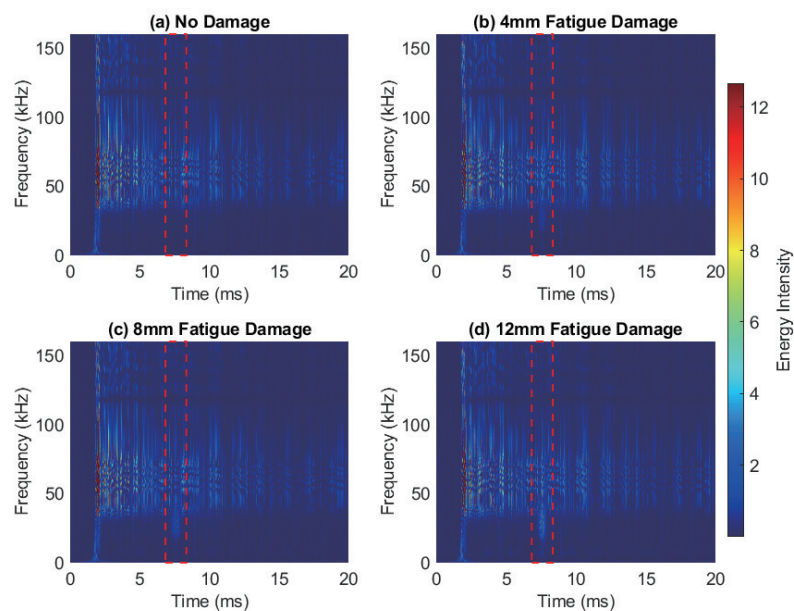 (a) No Damage
(b) 4mm Fatigue Damage
150
100
50
0
Frequency (kHz)
0 5 10 15 20
Time (ms)
150
100
50
0
Frequency (kHz)
0 5 10 15 20
Time (ms)
(c) 8mm Fatigue Damage
(d) 12mm Fatigue Damage
150
100
50
0
Frequency (kHz)
0 5 10 15 20
Time (ms)
150
100
50
0
Frequency (kHz)
0 5 10 15 20
Time (ms)
12
10
8
6
4
2
Energy Intensity